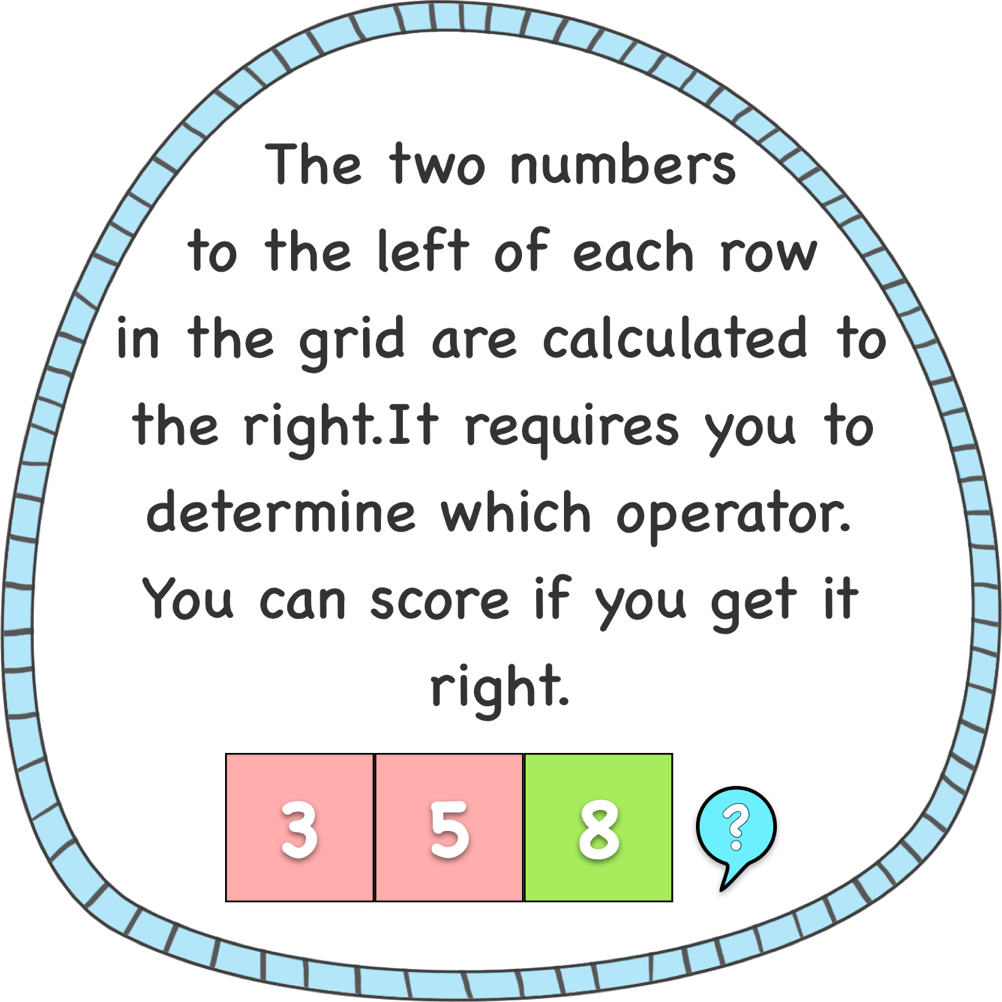 The two numbers
to the left of each row
in the grid are calculated to
the right.It requires you to
determine which operator.
You can score if you get it
right.
3 5 8 ?